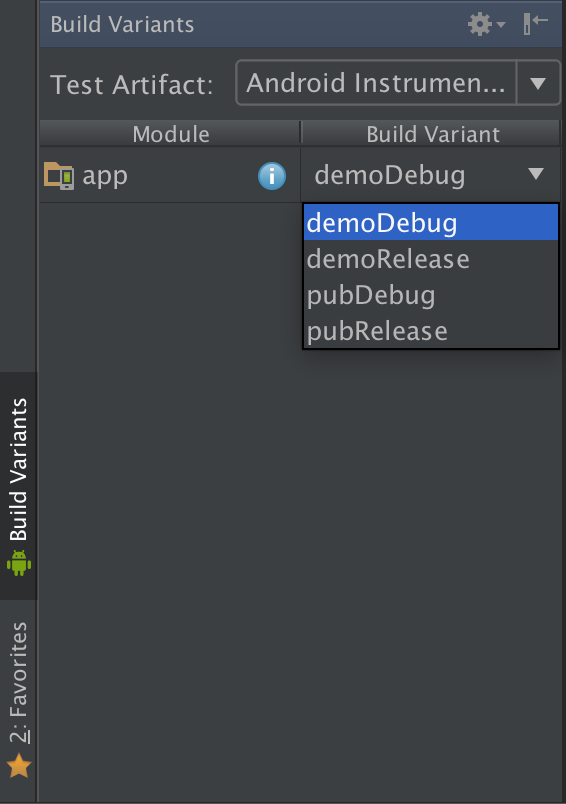 Build Variants
Test Artifact: Android Instrumen...
Module Build Variant
app demoDebug
demoDebug
demoRelease
pubDebug
pubRelease
Build Variants
2: Favorites